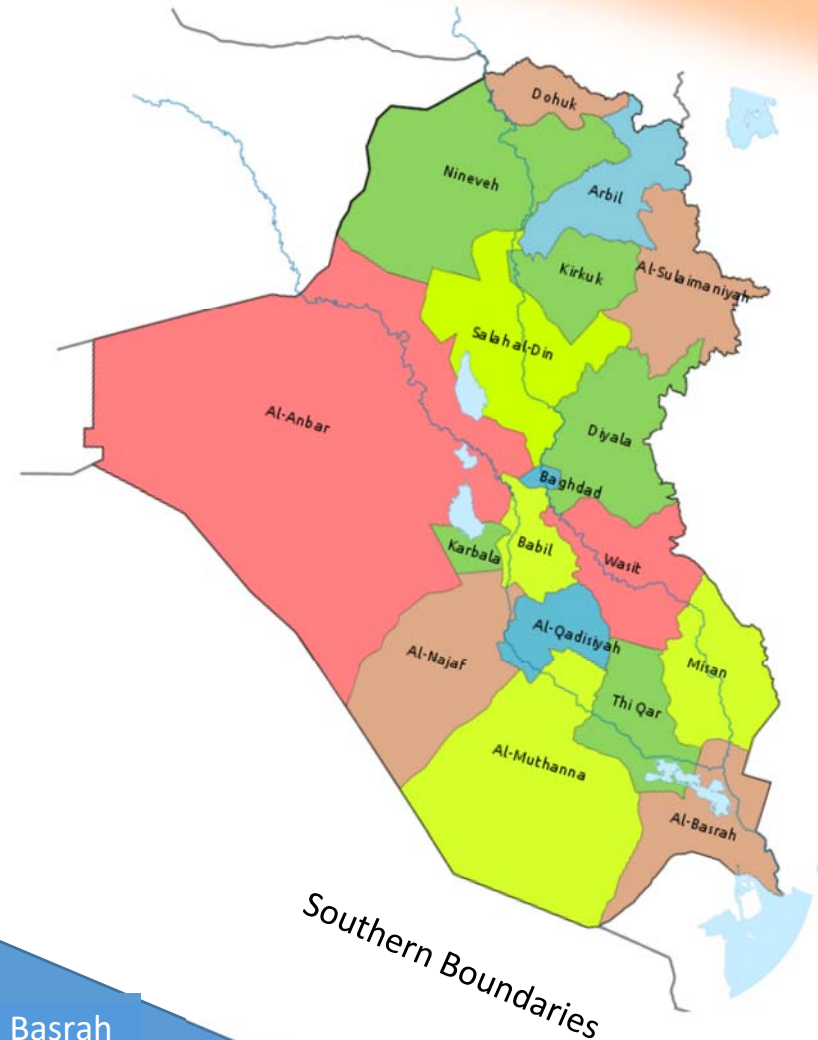 Dohuk
Nineveh
Arbil
Kirkuk
Al-Sulaimaniyah
Salah al-Din
Al-Anbar
Diyala
Baghdad
Karbala
Babil
Wasit
Al-Qadisiyah
Al-Najaf
Misan
Thi Qar
Al-Muthanna
Al-Basrah
Southern Boundaries
Basrah